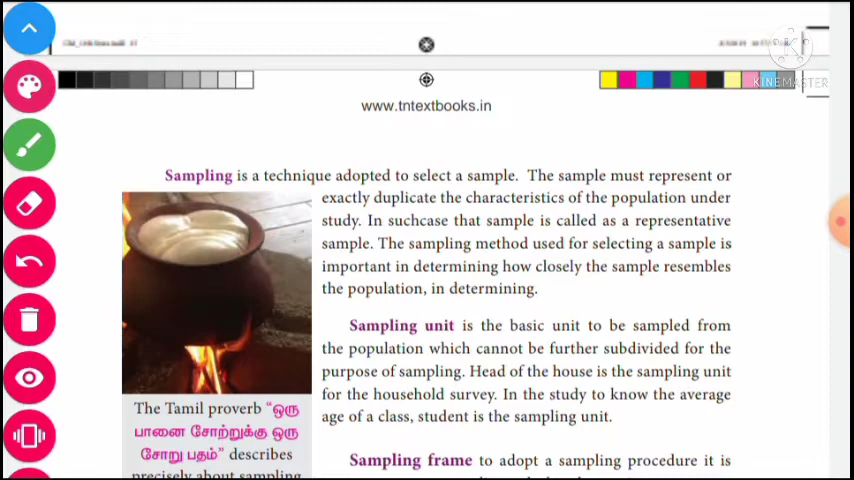 KINEMASTER
www.tntextbooks.in
Sampling is a technique adopted to select a sample. The sample must represent or
exactly duplicate the characteristics of the population under
study. In suchcase that sample is called as a representative
sample. The sampling method used for selecting a sample is
important in determining how closely the sample resembles
the population, in determining.
Sampling unit is the basic unit to be sampled from
the population which cannot be further subdivided for the
purpose of sampling. Head of the house is the sampling unit
for the household survey. In the study to know the average
age of a class, student is the sampling unit.
Sampling frame to adopt a sampling procedure it is
The Tamil proverb “ஒரு
பானை சோற்றுக்கு ஒரு
சோறு பதம்” describes
precisely about sampling